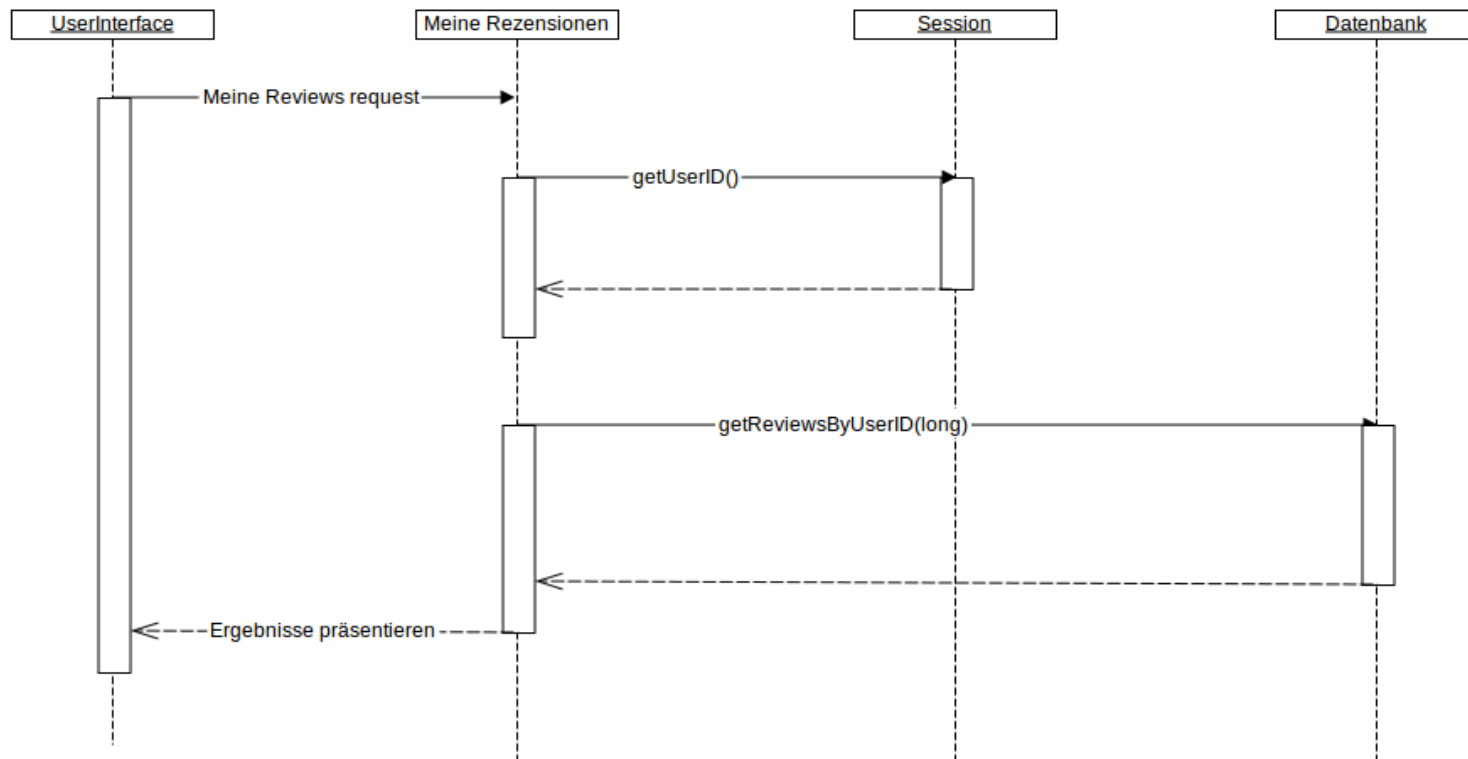 UserInterface
Meine Rezensionen
Session
Datenbank
Meine Reviews request
getUserID()
getReviewsByUserID(long)
Ergebnisse präsentieren